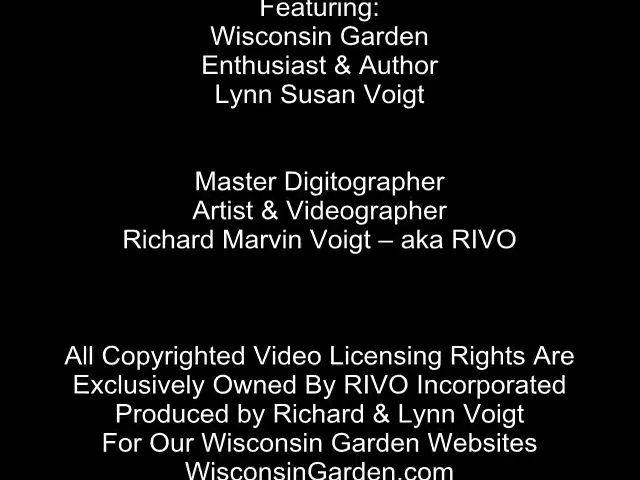 Featuring:
Wisconsin Garden
Enthusiast & Author
Lynn Susan Voigt
Master Digitographer
Artist & Videographer
Richard Marvin Voigt – aka RIVO
All Copyrighted Video Licensing Rights Are
Exclusively Owned By RIVO Incorporated
Produced by Richard & Lynn Voigt
For Our Wisconsin Garden Websites
WisconsinGarden.com